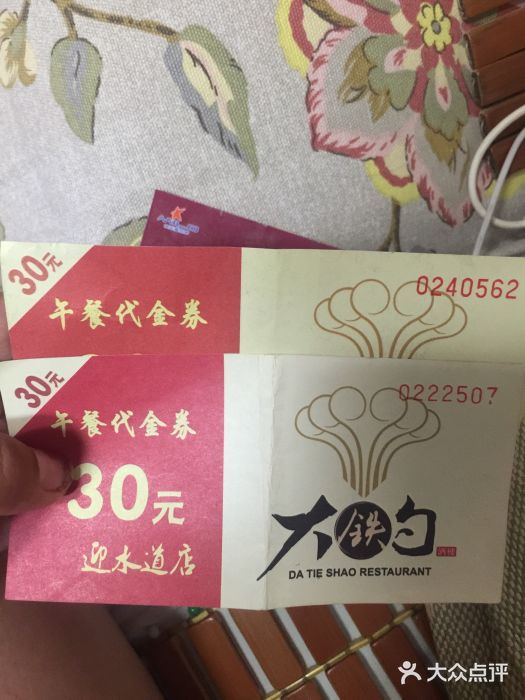 30元
午餐代金券
0240562
30元
午餐代金券
30元
迎水道店
0222507
大铁勺
酒楼
DA TIE SHAO RESTAURANT
大众点评